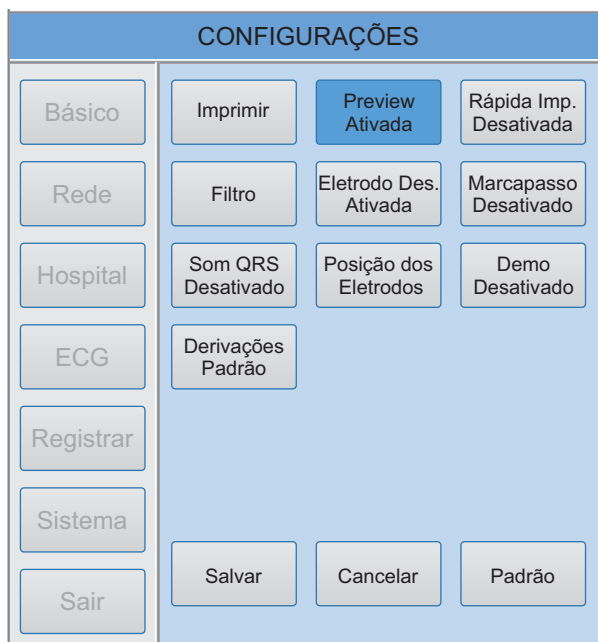 CONFIGURAÇÕES
Básico
Rede
Hospital
ECG
Registrar
Sistema
Sair
Imprimir
Preview
Ativada
Rápida Imp.
Desativada
Filtro
Eletrodo Des.
Ativada
Marcapasso
Desativado
Som QRS
Desativado
Posição dos
Eletrodos
Demo
Desativado
Derivações
Padrão
Salvar
Cancelar
Padrão